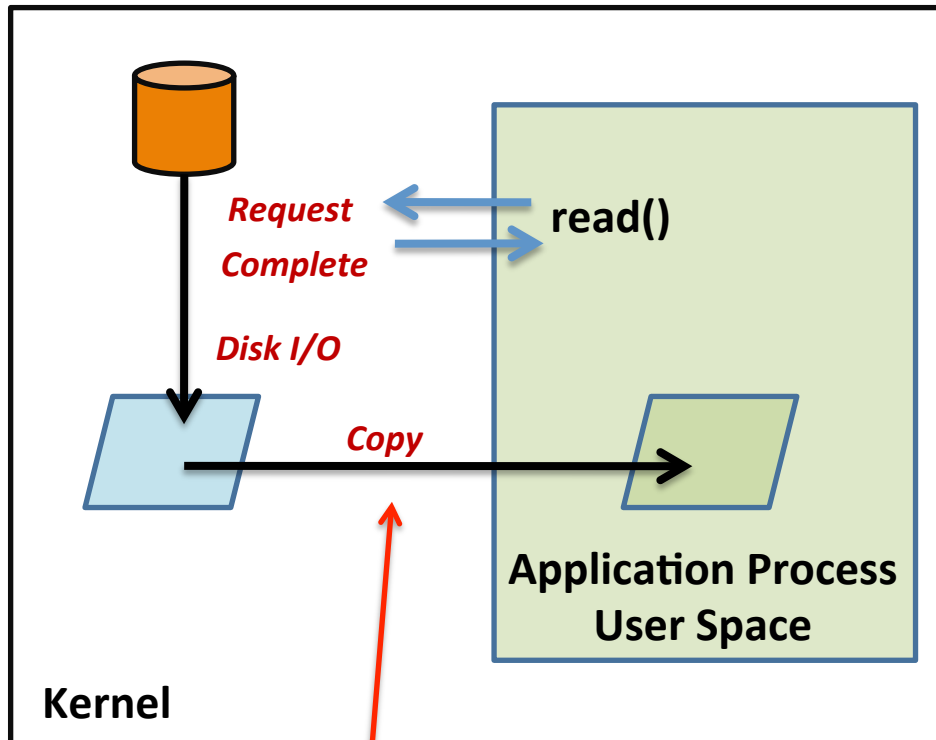 Request
read()
Complete
Disk I/O
Copy
Application Process
User Space
Kernel